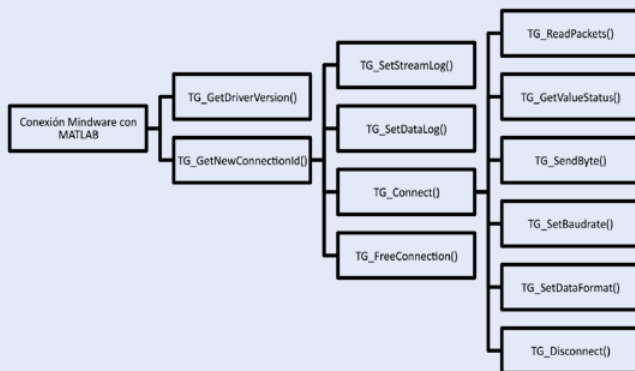 Conexión Mindware con
MATLAB
TG_GetDriverVersion()
TG_GetNewConnectionId()
TG_SetStreamLog()
TG_SetDataLog()
TG_Connect()
TG_FreeConnection()
TG_ReadPackets()
TG_GetValueStatus()
TG_SendByte()
TG_SetBaudrate()
TG_SetDataFormat()
TG_Disconnect()